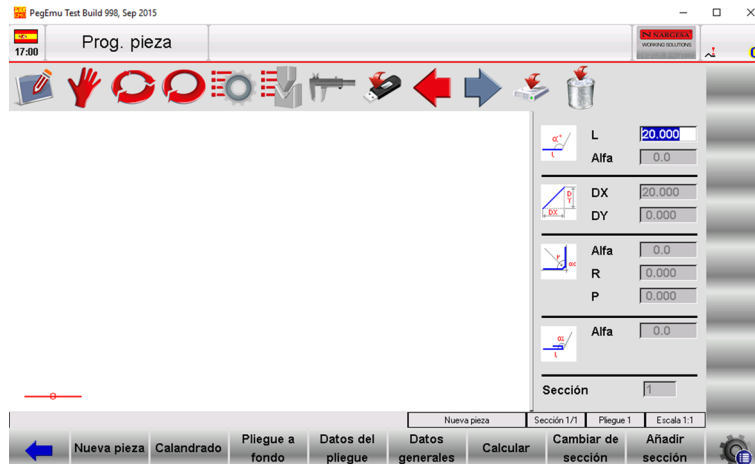 PegEmu Test Build 998, Sep 2015
17:00
Prog. pieza
NARGESA
WORKING SOLUTIONS
α°
L
L 20.000
Alfa 0.0
DY
DX
DX 20.000
DY 0.000
Alfa 0.0
R 0.000
P 0.000
Alfa 0.0
Sección 1
Nueva pieza
Sección 1/1
Pliegue 1
Escala 1:1
Nueva pieza
Calandrado
Pliegue a
fondo
Datos del
pliegue
Datos
generales
Calcular
Cambiar de
sección
Añadir
sección